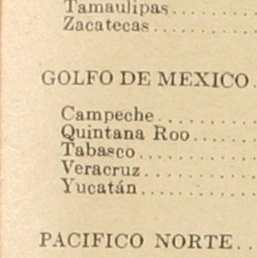 Tamaulipas......
Zacatecas........
GOLFO DE MEXICO.
Campeche........
Quintana Roo.....
Tabasco..........
Veracruz.........
Yucatán..........
PACIFICO NORTE..